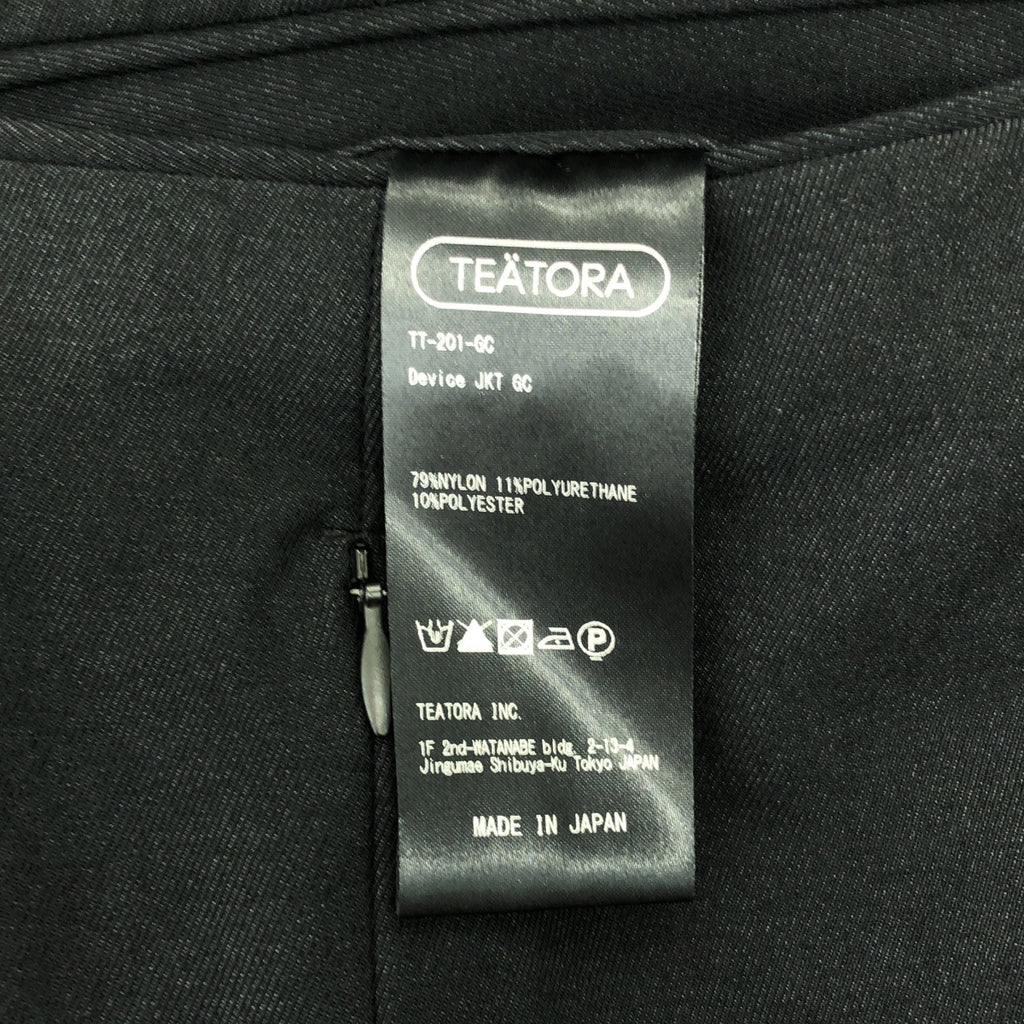 TEÄTORA
TT-201-GC
Device JKT GC
79%NYLON 11%POLYURETHANE
10%POLYESTER
P
TEATORA INC.
1F 2nd-WATANABE bldg. 2-13-4
Jingumae Shibuya-Ku Tokyo JAPAN
MADE IN JAPAN